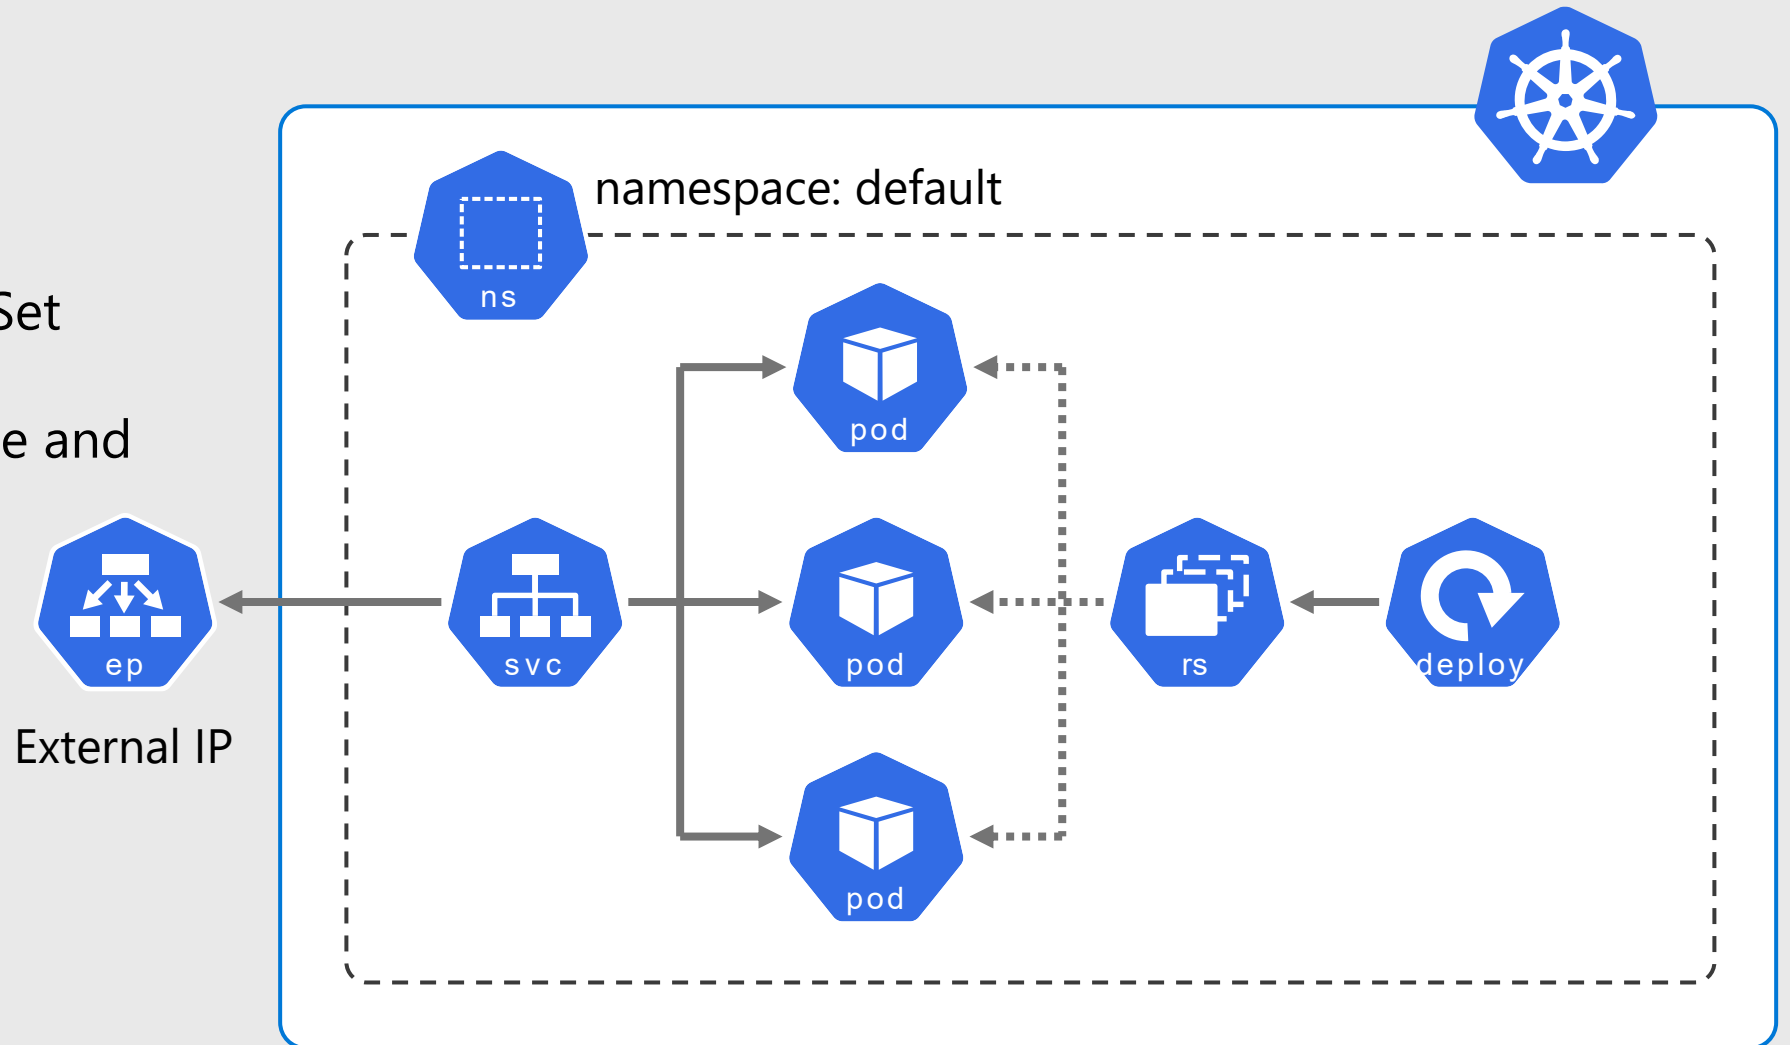 namespace: default
ns
Set
e and
pod
ep
svc
pod
rs
deploy
External IP
pod